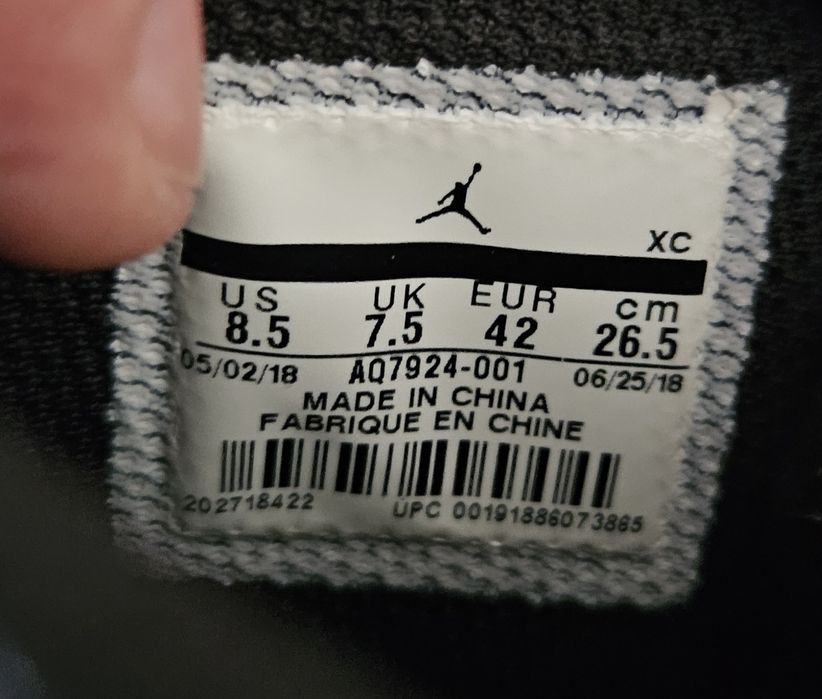 XC
US UK EUR cm
8.5 7.5 42 26.5
05/02/18 AQ7924-001 06/25/18
MADE IN CHINA
FABRIQUE EN CHINE
202718422 UPC 00191886073865